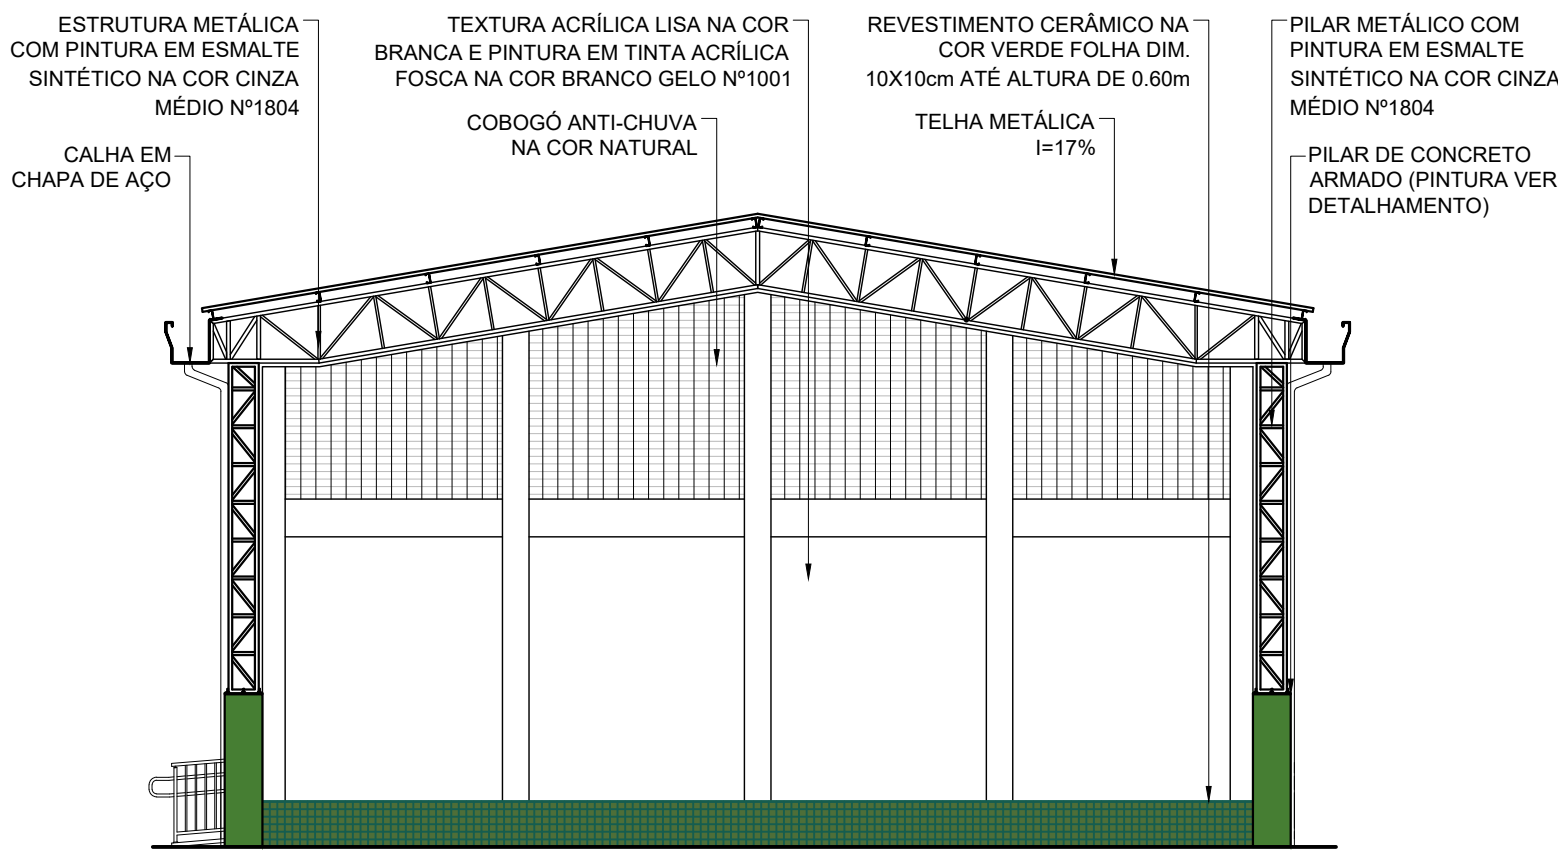 ESTRUTURA METÁLICA
COM PINTURA EM ESMALTE
SINTÉTICO NA COR CINZA
MÉDIO Nº1804
TEXTURA ACRÍLICA LISA NA COR
BRANCA E PINTURA EM TINTA ACRÍLICA
FOSCA NA COR BRANCO GELO Nº1001
REVESTIMENTO CERÂMICO NA
COR VERDE FOLHA DIM.
10X10cm ATÉ ALTURA DE 0.60m
PILAR METÁLICO COM
PINTURA EM ESMALTE
SINTÉTICO NA COR CINZA
MÉDIO Nº1804
CALHA EM
CHAPA DE AÇO
COBOGÓ ANTI-CHUVA
NA COR NATURAL
TELHA METÁLICA
I=17%
PILAR DE CONCRETO
ARMADO (PINTURA VER
DETALHAMENTO)